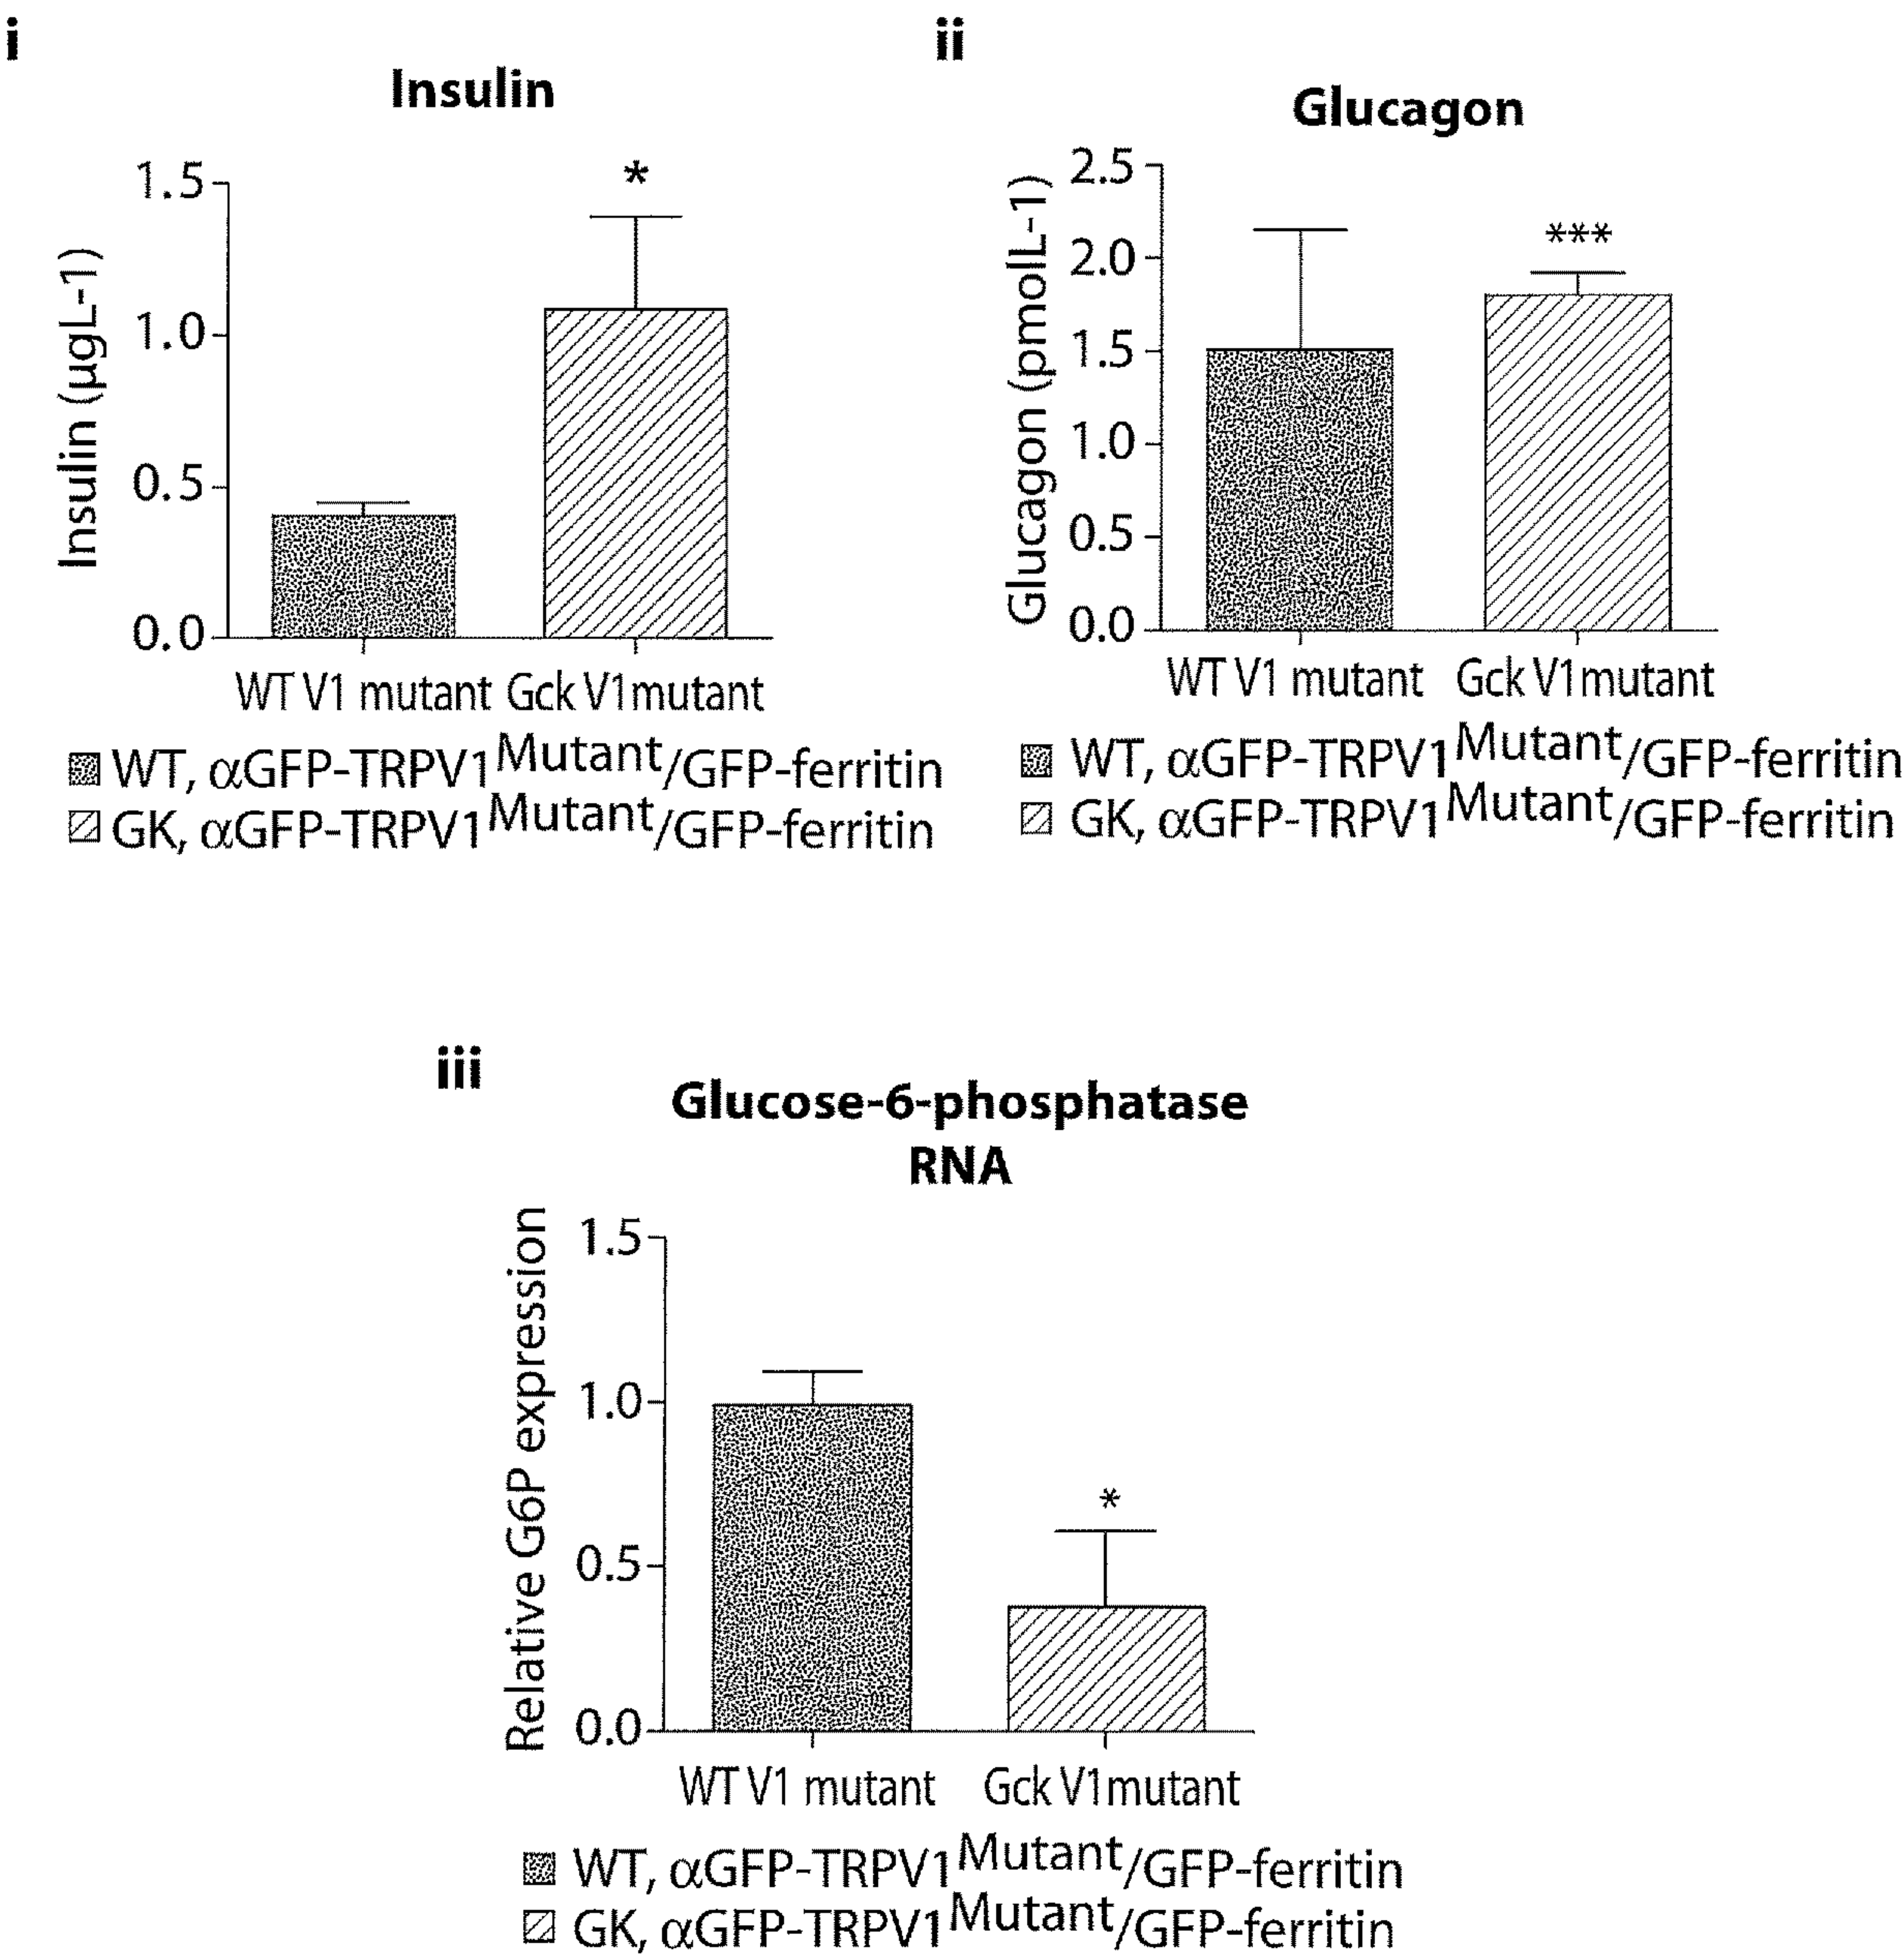 i
Insulin
*
1.5
1.0
0.5
0.0
Insulin (µgL-1)
WT V1 mutant Gck V1mutant
WT, αGFP-TRPV1Mutant/GFP-ferritin
GK, αGFP-TRPV1Mutant/GFP-ferritin
ii
Glucagon
***
2.5
2.0
1.5
1.0
0.5
0.0
Glucagon (pmolL-1)
WT V1 mutant Gck V1mutant
WT, αGFP-TRPV1Mutant/GFP-ferritin
GK, αGFP-TRPV1Mutant/GFP-ferritin
iii
Glucose-6-phosphatase
RNA
*
1.5
1.0
0.5
0.0
Relative G6P expression
WT V1 mutant Gck V1mutant
WT, αGFP-TRPV1Mutant/GFP-ferritin
GK, αGFP-TRPV1Mutant/GFP-ferritin